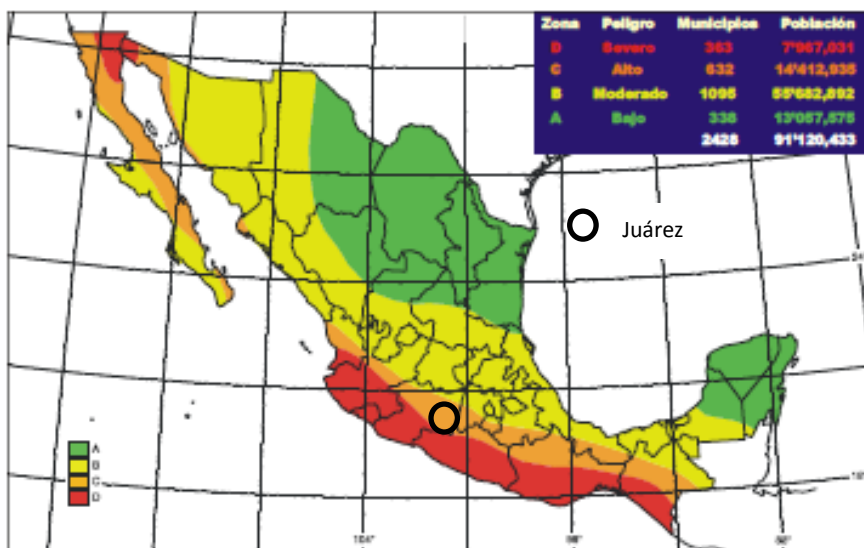 Zona Peligro Municipios Población
D Severo 363 7'967,031
C Alto 632 14'412,935
B Moderado 1095 55'682,892
A Bajo 338 13'057,575
2428 91'120,433
Juárez
A
B
C
D
104°